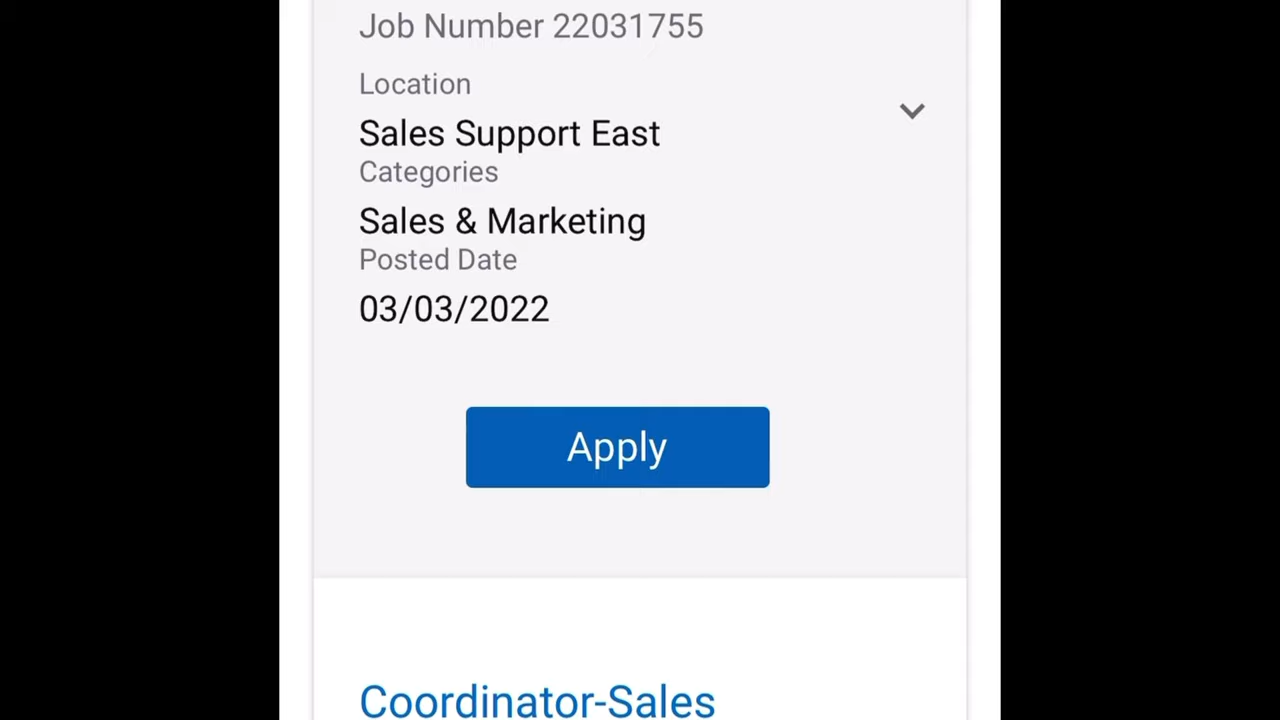 Job Number 22031755
Location
Sales Support East
Categories
Sales & Marketing
Posted Date
03/03/2022
Apply
Coordinator-Sales